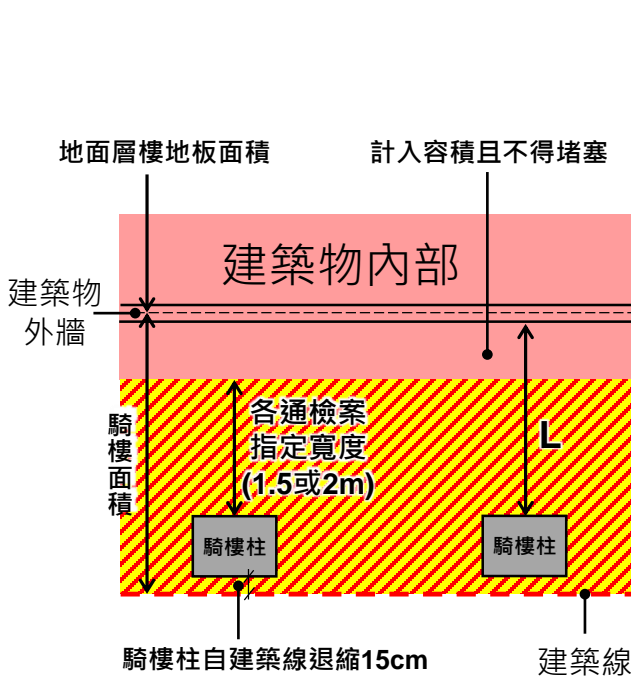 地面層樓地板面積
計入容積且不得堵塞
建築物內部
建築物
外牆
騎樓面積
各通檢案
指定寬度
(1.5或2m)
L
騎樓柱
騎樓柱
騎樓柱自建築線退縮15cm
建築線